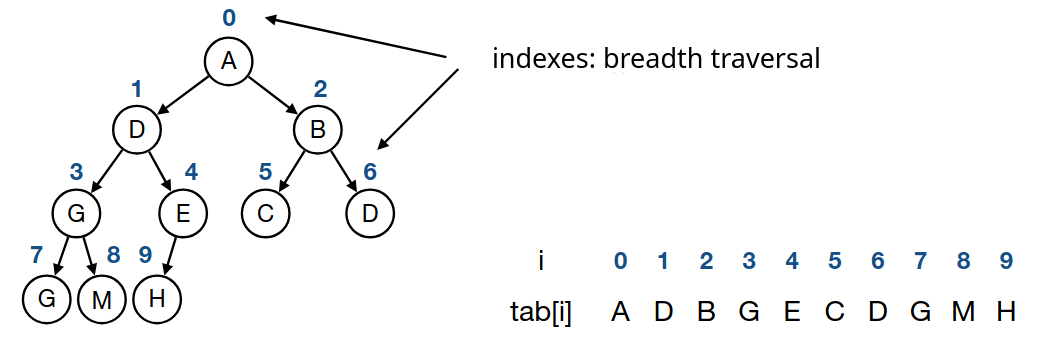 0
indexes: breadth traversal
A
1 2
D B
3 4 5 6
G E C D
7 8 9
G M H
i 0 1 2 3 4 5 6 7 8 9
tab[i] A D B G E C D G M H